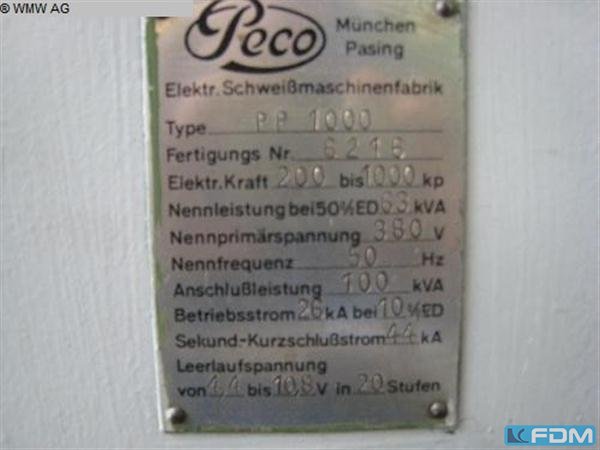 © WMW AG
Peco
München
Pasing
Elektr. Schweißmaschinenfabrik
Type PP 1000
Fertigungs Nr. 6216
Elektr. Kraft 200 bis 1000 kp
Nennleistung bei 50% ED 63 kVA
Nennprimärspannung 380 V
Nennfrequenz 50 Hz
Anschlußleistung 100 kVA
Betriebsstrom 26 kA bei 10% ED
Sekund.-Kurzschlußstrom 44 kA
Leerlaufspannung
von 4,4 bis 10,8 V in 20 Stufen
FDM